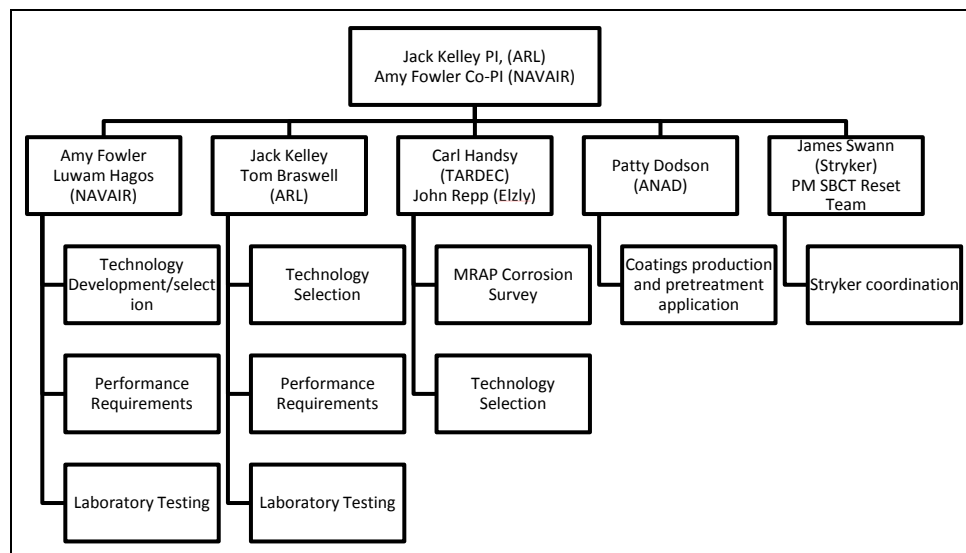 Jack Kelley PI, (ARL)
Amy Fowler Co-PI (NAVAIR)
Amy Fowler
Luwam Hagos
(NAVAIR)
Technology
Development/select
ion
Performance
Requirements
Laboratory Testing
Jack Kelley
Tom Braswell
(ARL)
Technology
Selection
Performance
Requirements
Laboratory Testing
Carl Handsy
(TARDEC)
John Repp (Elzly)
MRAP Corrosion
Survey
Technology
Selection
Patty Dodson
(ANAD)
Coatings production
and pretreatment
application
James Swann
(Stryker)
PM SBCT Reset
Team
Stryker coordination